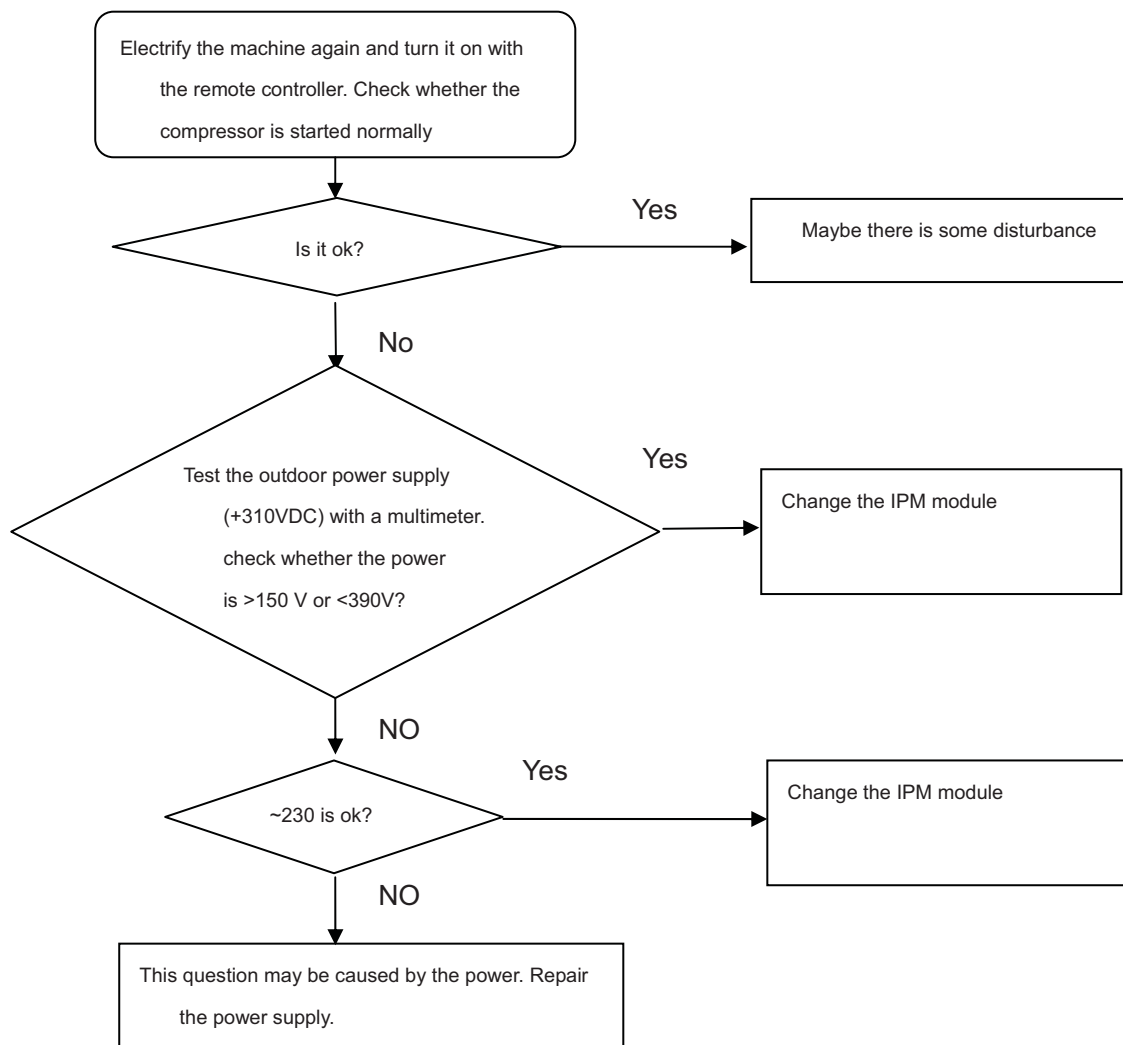 Electrify the machine again and turn it on with
the remote controller. Check whether the
compressor is started normally
Yes
Maybe there is some disturbance
Is it ok?
No
Yes
Test the outdoor power supply
(+310VDC) with a multimeter.
check whether the power
is >150 V or <390V?
Change the IPM module
NO
Yes
~230 is ok?
Change the IPM module
NO
This question may be caused by the power. Repair
the power supply.